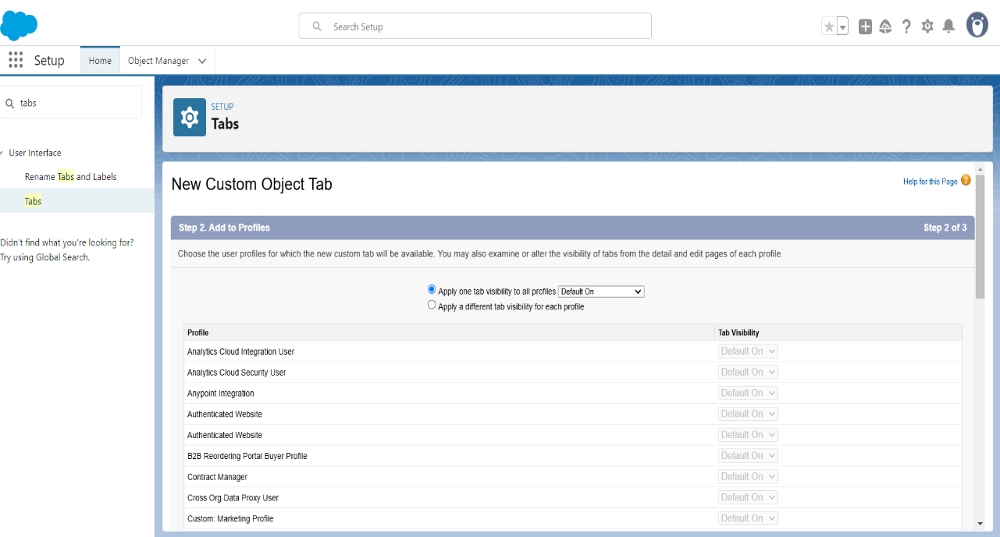 Search Setup
Setup
Home
Object Manager
tabs
User Interface
Rename Tabs and Labels
Tabs
Didn't find what you're looking for?
Try using Global Search.
SETUP
Tabs
New Custom Object Tab
Help for this Page ?
Step 2. Add to Profiles Step 2 of 3
Choose the user profiles for which the new custom tab will be available. You may also examine or alter the visibility of tabs from the detail and edit pages of each profile.
Apply one tab visibility to all profiles Default On
Apply a different tab visibility for each profile
Profile Tab Visibility
Analytics Cloud Integration User Default On
Analytics Cloud Security User Default On
Anypoint Integration Default On
Authenticated Website Default On
Authenticated Website Default On
B2B Reordering Portal Buyer Profile Default On
Contract Manager Default On
Cross Org Data Proxy User Default On
Custom: Marketing Profile Default On